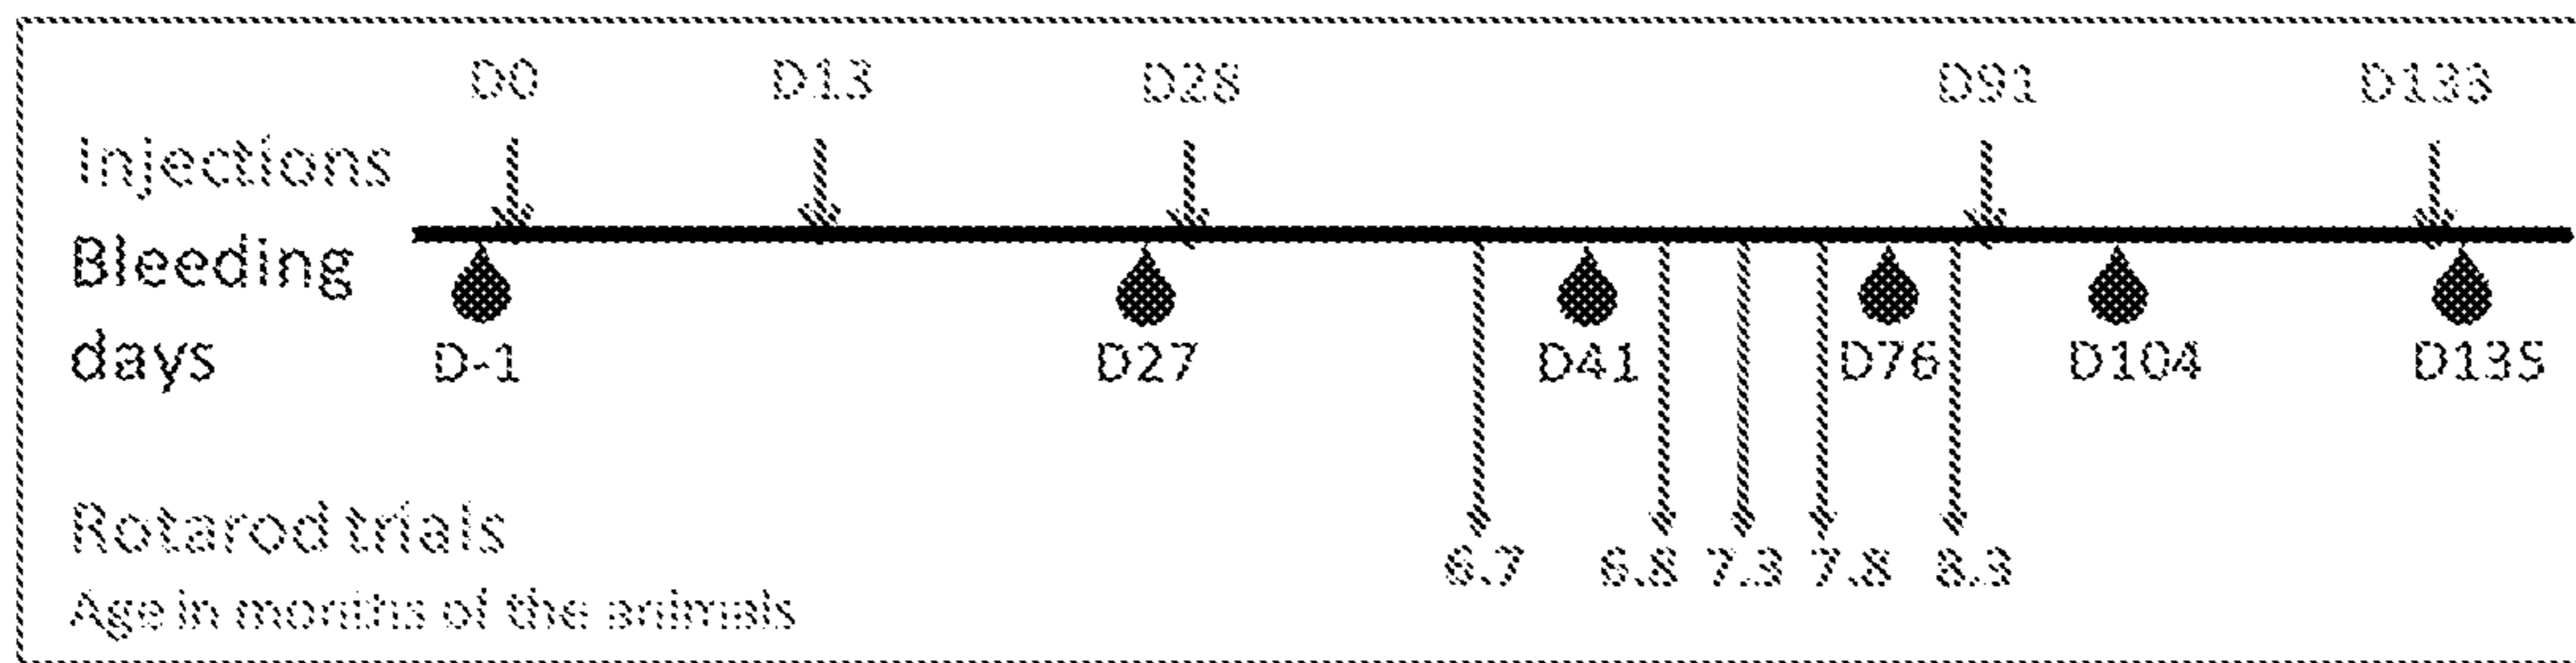 D0 D13 D28 D91 D133
Injections
Bleeding
days
D-1 D27 D41 D76 D104 D135
Rotarod trials
6.7 6.8 7.3 7.8 8.3
Age in months of the animals